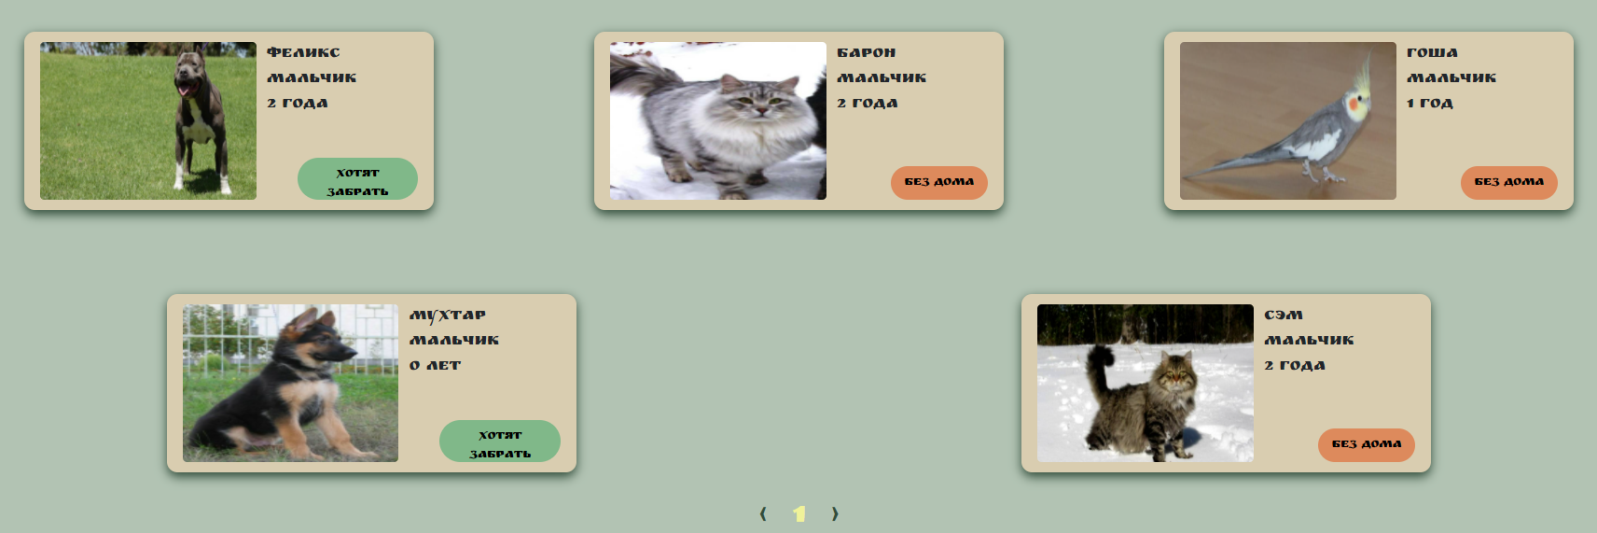 ФЕЛИКС
МАЛЬЧИК
2 ГОДА
ХОТЯТ
ЗАБРАТЬ
БАРОН
МАЛЬЧИК
2 ГОДА
БЕЗ ДОМА
ГОША
МАЛЬЧИК
1 ГОД
БЕЗ ДОМА
МУХТАР
МАЛЬЧИК
0 ЛЕТ
ХОТЯТ
ЗАБРАТЬ
СЭМ
МАЛЬЧИК
2 ГОДА
БЕЗ ДОМА
‹ 1 ›